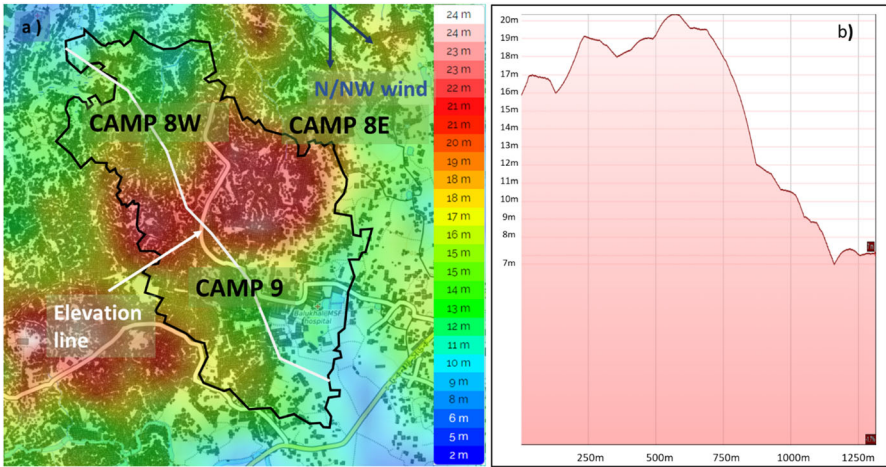 a)
N/NW wind
CAMP 8W
CAMP 8E
CAMP 9
Elevation
line
Balukhali MSF
hospital
24 m
24 m
23 m
23 m
22 m
22 m
21 m
21 m
20 m
19 m
18 m
18 m
17 m
16 m
15 m
15 m
14 m
13 m
12 m
11 m
10 m
9 m
8 m
6 m
5 m
2 m
b)
20m
19m
18m
17m
16m
15m
14m
13m
12m
11m
10m
9m
8m
7m
250m
500m
750m
1000m
1250m